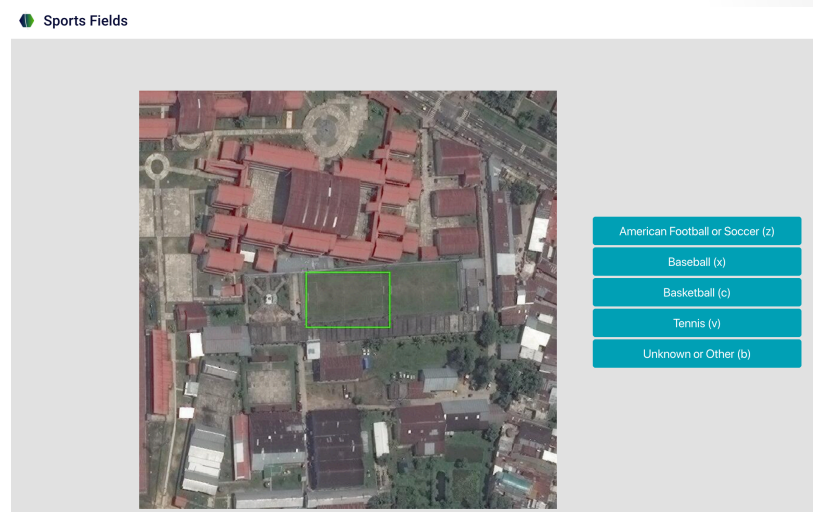 Sports Fields
American Football or Soccer (z)
Baseball (x)
Basketball (c)
Tennis (v)
Unknown or Other (b)